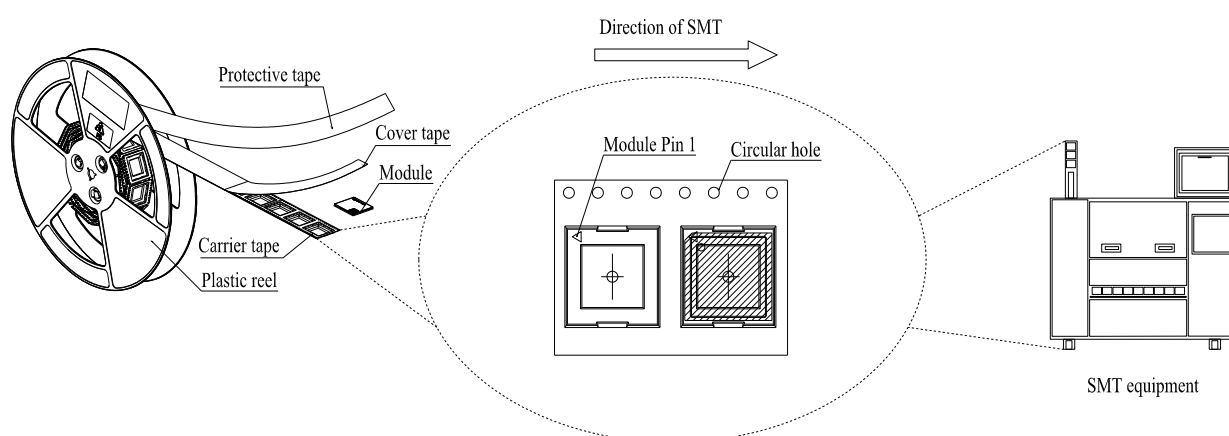 Direction of SMT
Protective tape
Cover tape
Module Pin 1
Circular hole
Module
Carrier tape
Plastic reel
SMT equipment